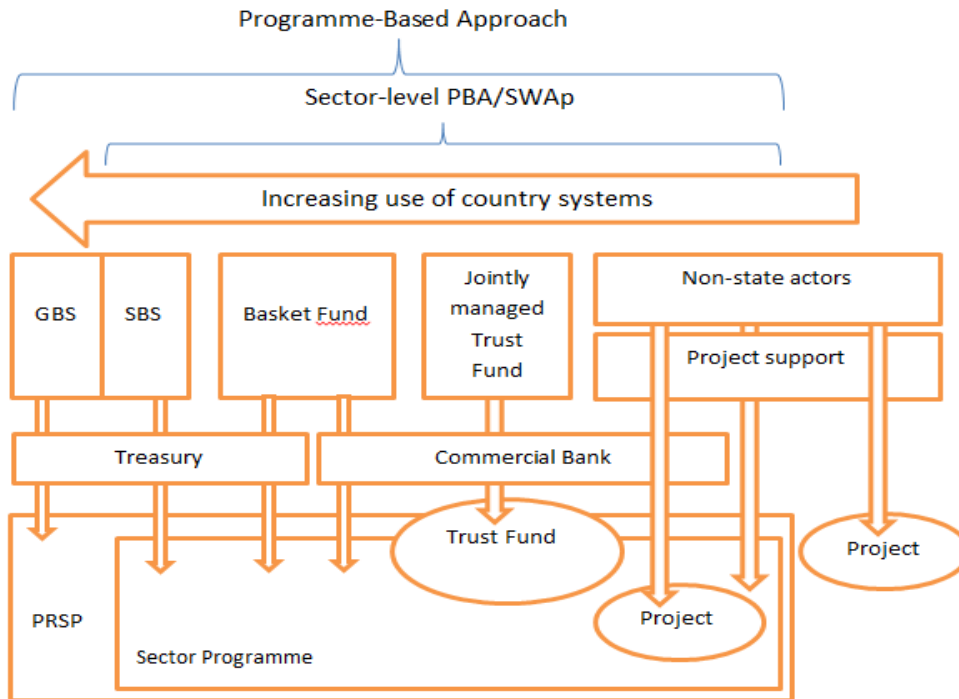 Programme-Based Approach
Sector-level PBA/SWAp
Increasing use of country systems
GBS
SBS
Basket Fund
Jointly
managed
Trust
Fund
Non-state actors
Project support
Treasury
Commercial Bank
Trust Fund
Project
PRSP
Project
Sector Programme